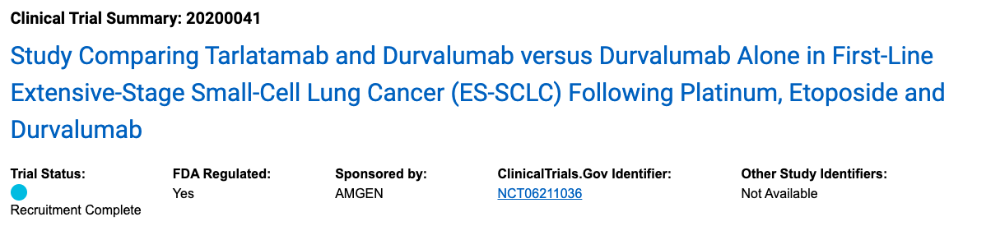 Clinical Trial Summary: 20200041
Study Comparing Tarlatamab and Durvalumab versus Durvalumab Alone in First-Line
Extensive-Stage Small-Cell Lung Cancer (ES-SCLC) Following Platinum, Etoposide and
Durvalumab
Trial Status:
Recruitment Complete
FDA Regulated:
Yes
Sponsored by:
AMGEN
ClinicalTrials.Gov Identifier:
NCT06211036
Other Study Identifiers:
Not Available